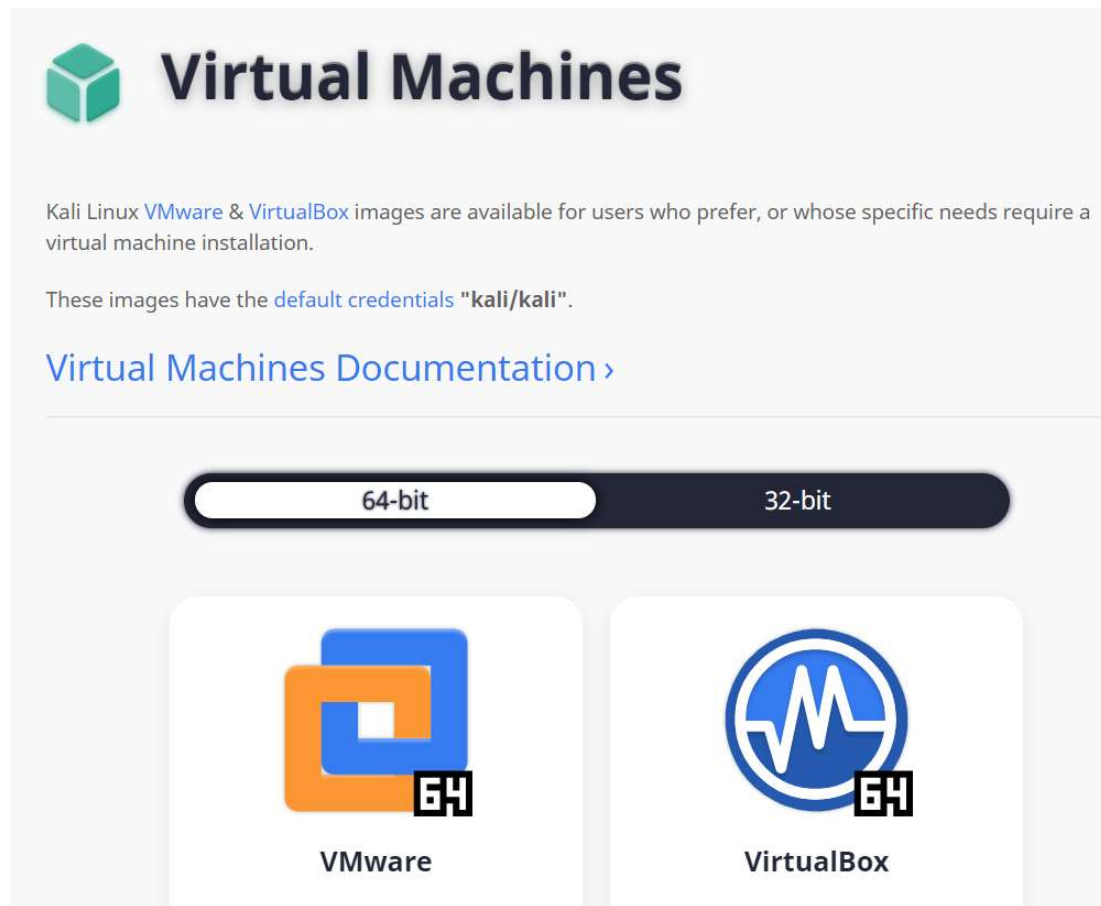 Virtual Machines
Kali Linux VMware & VirtualBox images are available for users who prefer, or whose specific needs require a
virtual machine installation.
These images have the default credentials "kali/kali".
Virtual Machines Documentation ›
64-bit
32-bit
64
64
VMware
VirtualBox